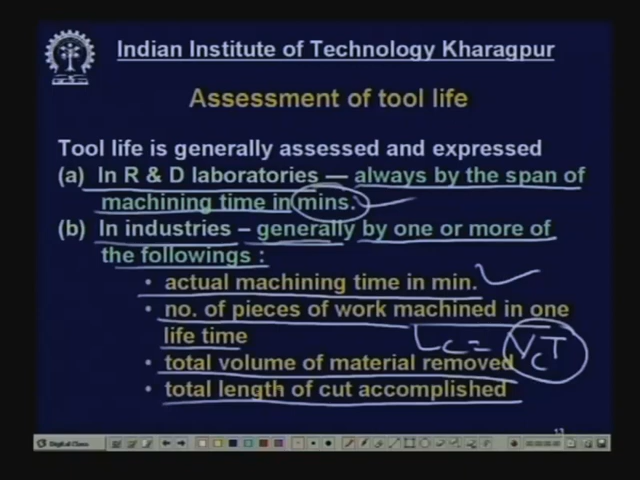 Indian Institute of Technology Kharagpur
Assessment of tool life
Tool life is generally assessed and expressed
(a) In R & D laboratories — always by the span of
machining time in mins.
(b) In industries – generally by one or more of
the followings :
• actual machining time in min.
• no. of pieces of work machined in one
life time
Lc = VcT
• total volume of material removed
• total length of cut accomplished
13
Digital Class